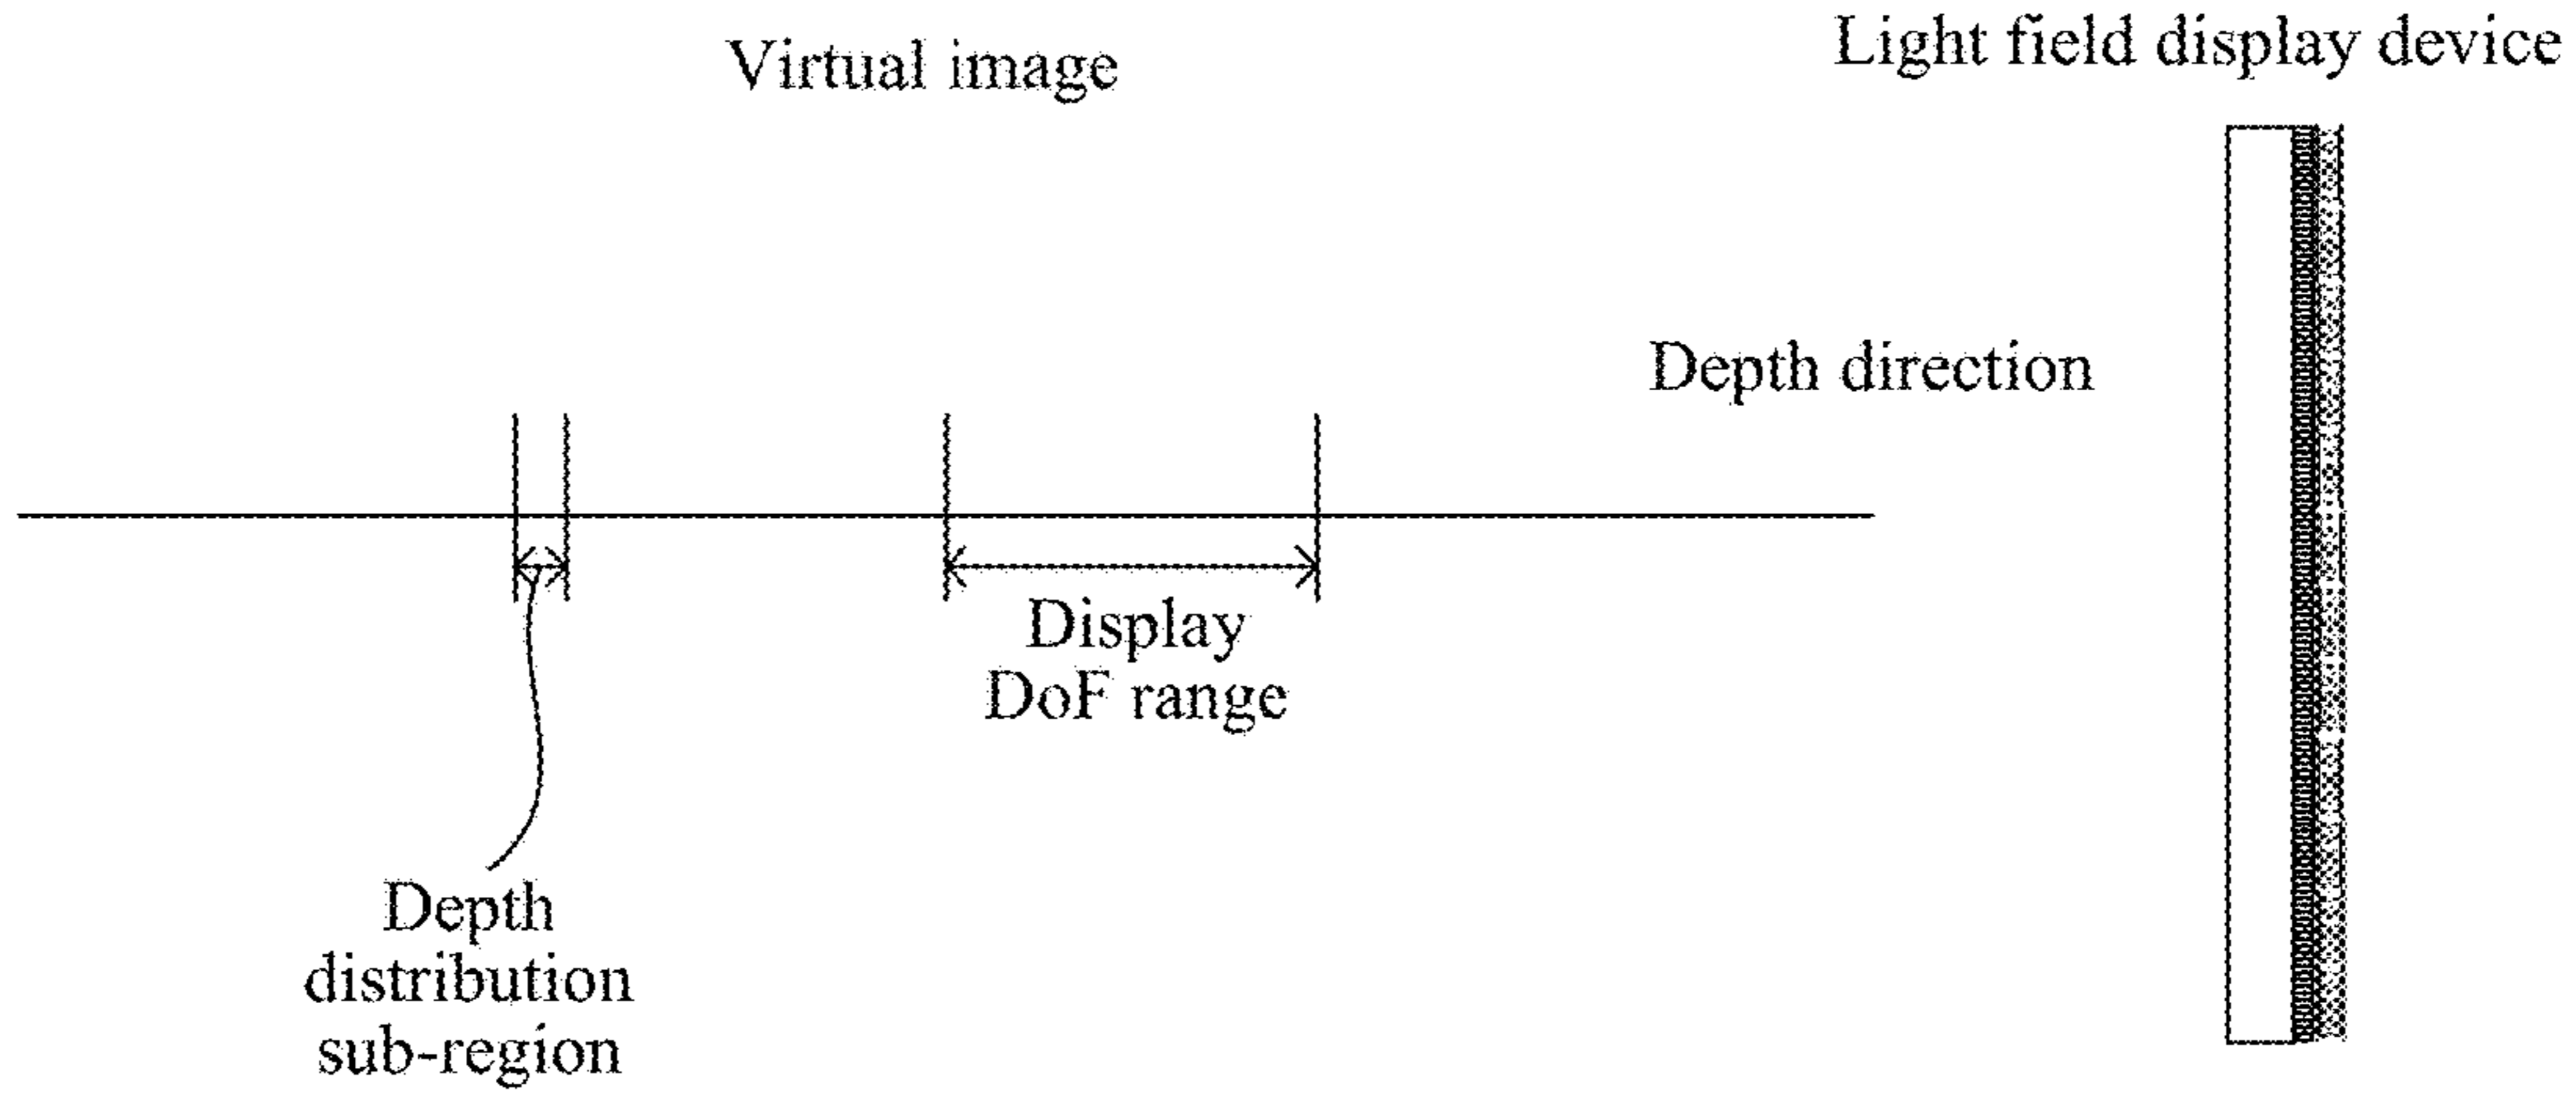 Virtual image
Light field display device
Depth direction
Display
DoF range
Depth
distribution
sub-region